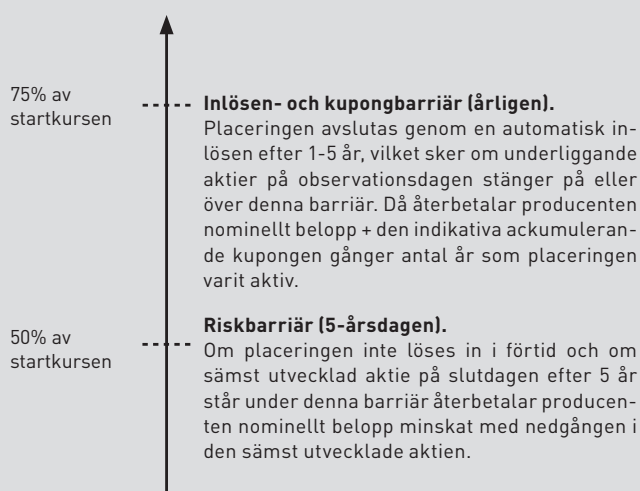 75% av
startkursen
Inlösen- och kupongbarriär (årligen).
Placeringen avslutas genom en automatisk in-
lösen efter 1-5 år, vilket sker om underliggande
aktier på observationsdagen stänger på eller
över denna barriär. Då återbetalar producenten
nominellt belopp + den indikativa ackumuleran-
de kupongen gånger antal år som placeringen
varit aktiv.
50% av
startkursen
Riskbarriär (5-årsdagen).
Om placeringen inte löses in i förtid och om
sämst utvecklad aktie på slutdagen efter 5 år
står under denna barriär återbetalar producen-
ten nominellt belopp minskat med nedgången i
den sämst utvecklade aktien.